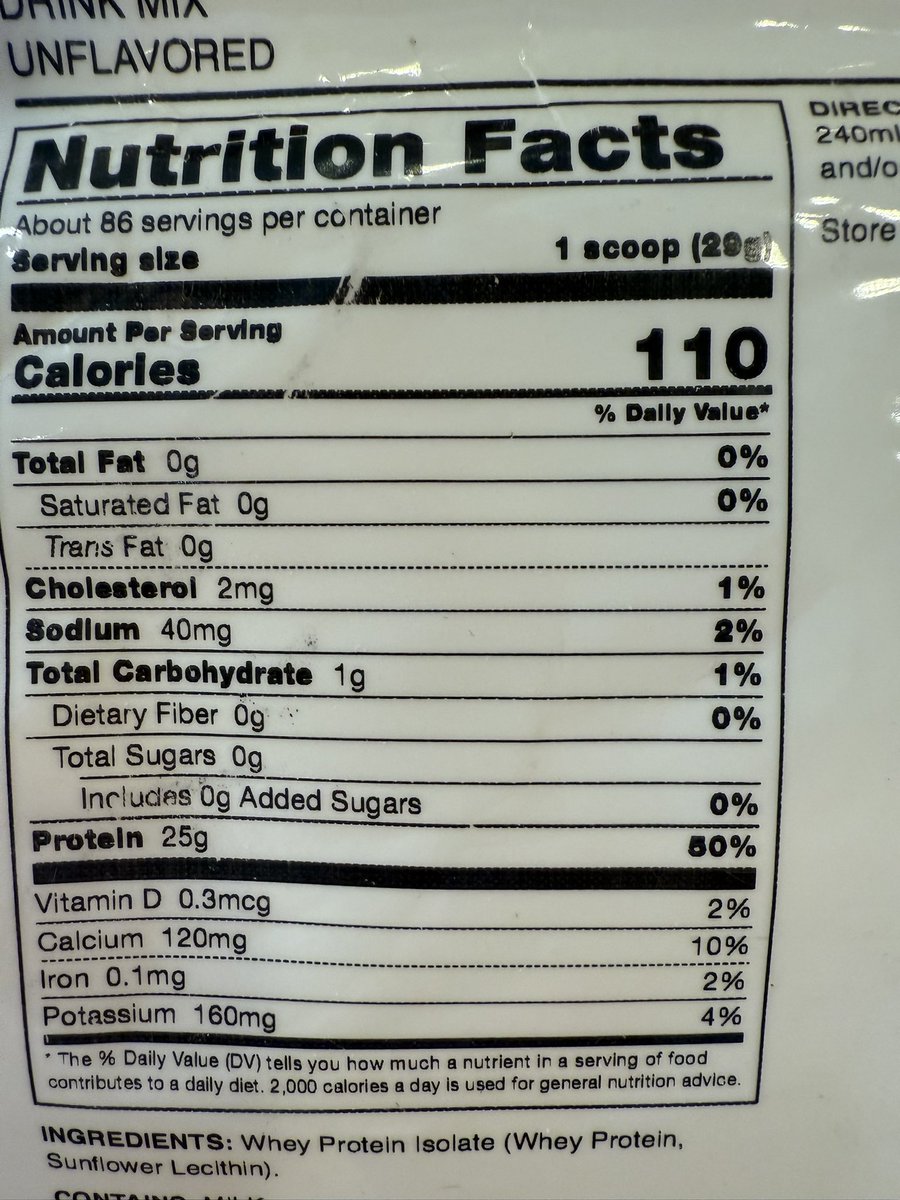 DRINK MIX
UNFLAVORED
Nutrition Facts
About 86 servings per container
Serving size 1 scoop (29g)
Amount Per Serving
Calories 110
% Daily Value*
Total Fat 0g 0%
Saturated Fat 0g 0%
Trans Fat 0g
Cholesterol 2mg 1%
Sodium 40mg 2%
Total Carbohydrate 1g 1%
Dietary Fiber 0g 0%
Total Sugars 0g
Includes 0g Added Sugars 0%
Protein 25g 50%
Vitamin D 0.3mcg 2%
Calcium 120mg 10%
Iron 0.1mg 2%
Potassium 160mg 4%
* The % Daily Value (DV) tells you how much a nutrient in a serving of food
contributes to a daily diet. 2,000 calories a day is used for general nutrition advice.
INGREDIENTS: Whey Protein Isolate (Whey Protein,
Sunflower Lecithin).
DIREC
240ml
and/o
Store